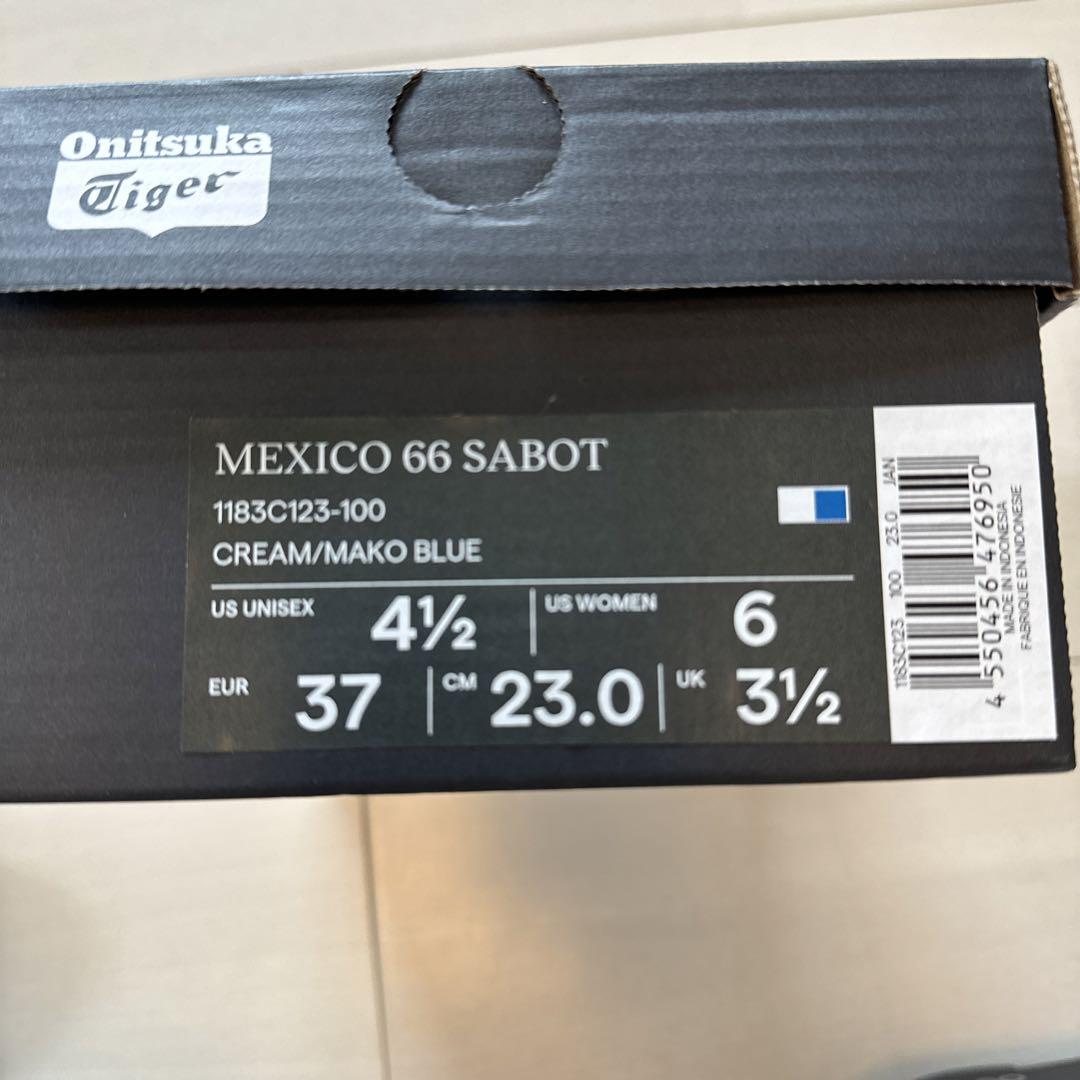 Onitsuka
Tiger
MEXICO 66 SABOT
1183C123-100
CREAM/MAKO BLUE
US UNISEX 4½ US WOMEN 6
EUR 37 CM 23.0 UK 3½
1183C123 100 23.0 JAN
4 550456 476950
MADE IN INDONESIA
FABRIQUE EN INDONESIE